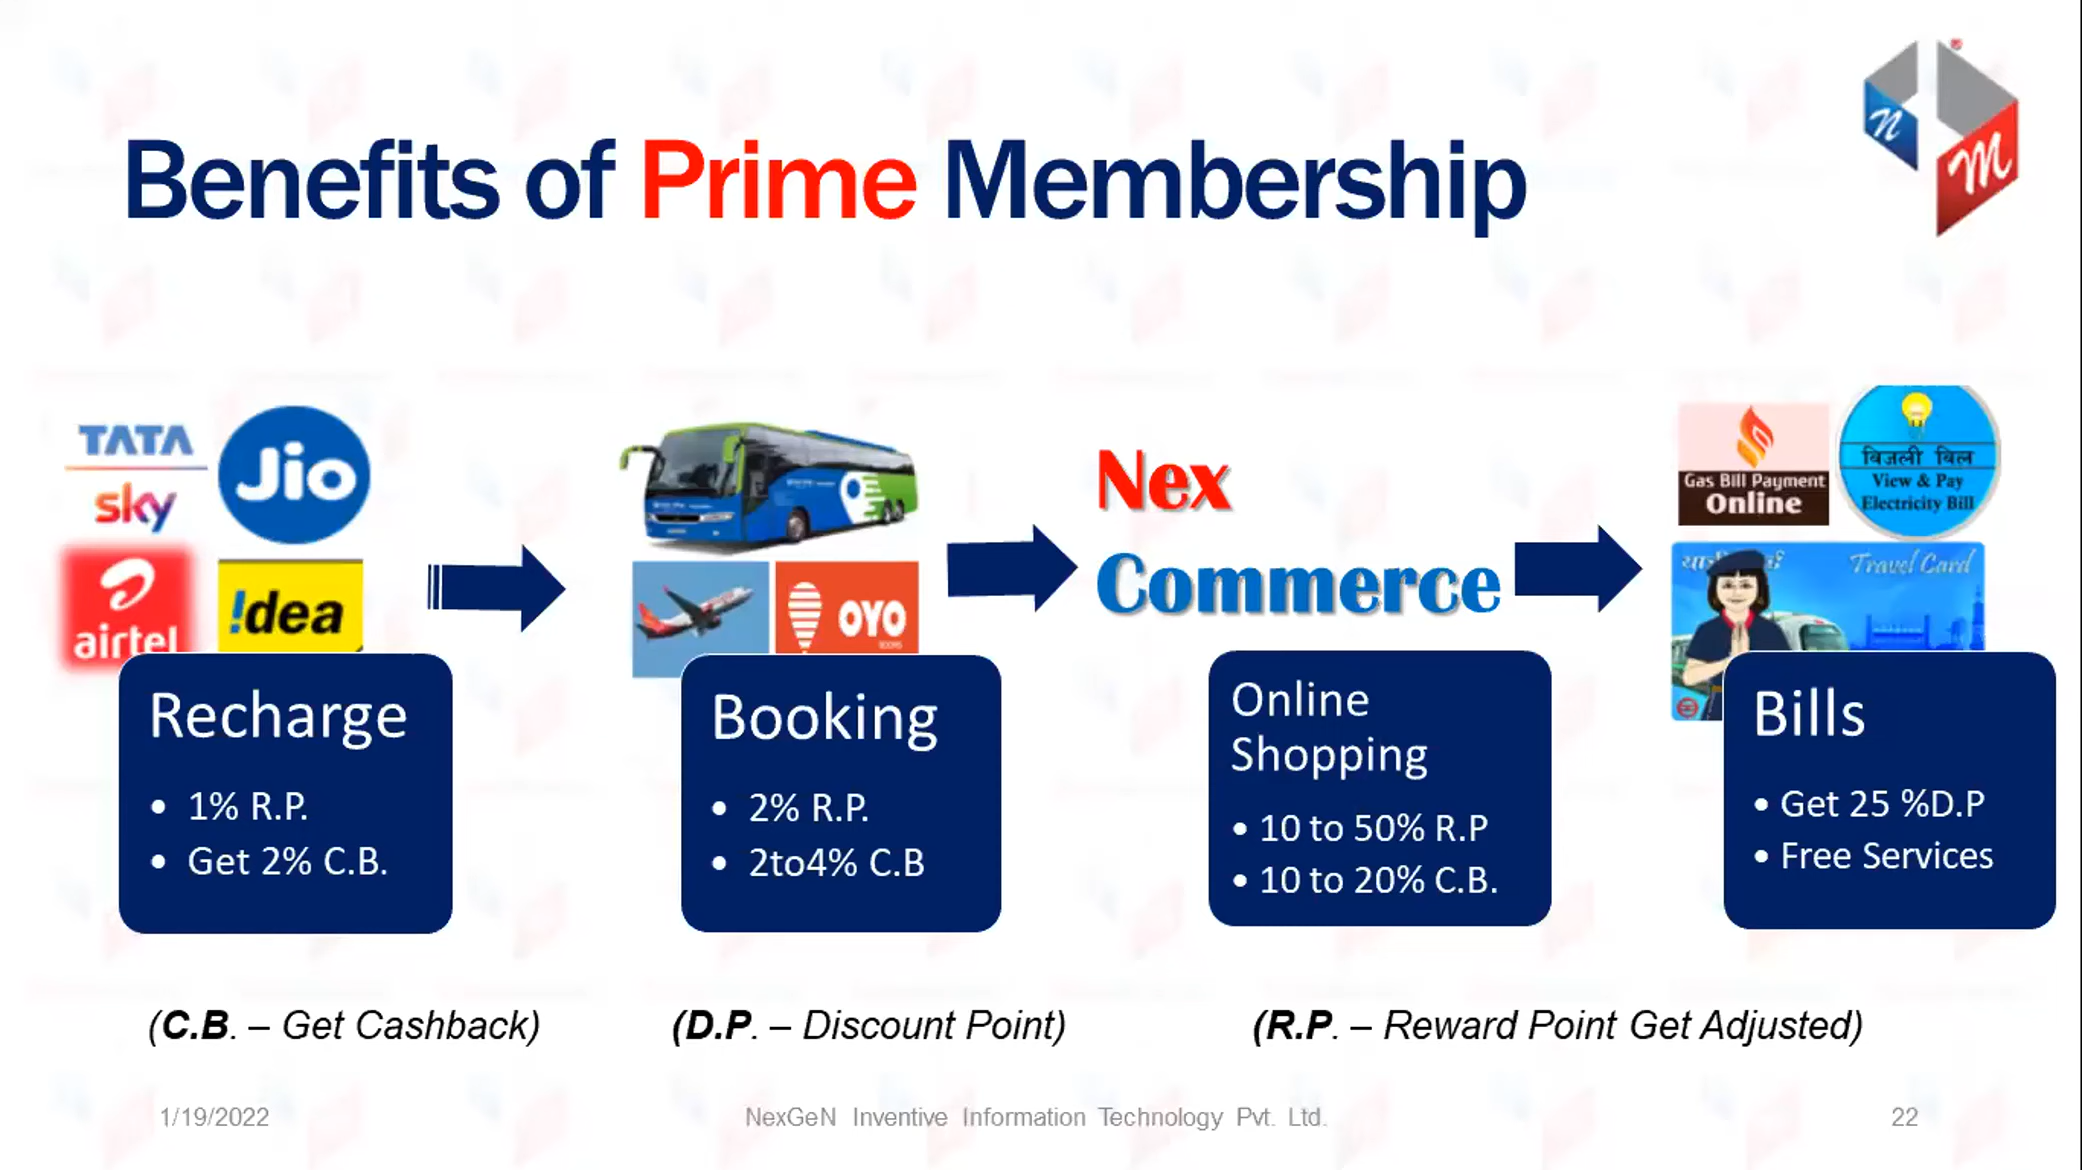 Benefits of Prime Membership
n
M
TATA
sky
Jio
airtel
!dea
OYO
ROOMS
Nex
Commerce
Gas Bill Payment
Online
बिजली बिल
View & Pay
Electricity Bill
Travel Card
Recharge
• 1% R.P.
• Get 2% C.B.
Booking
• 2% R.P.
• 2to4% C.B
Online
Shopping
• 10 to 50% R.P
• 10 to 20% C.B.
Bills
• Get 25 %D.P
• Free Services
(C.B. – Get Cashback)
(D.P. – Discount Point)
(R.P. – Reward Point Get Adjusted)
1/19/2022
NexGeN Inventive Information Technology Pvt. Ltd.
22